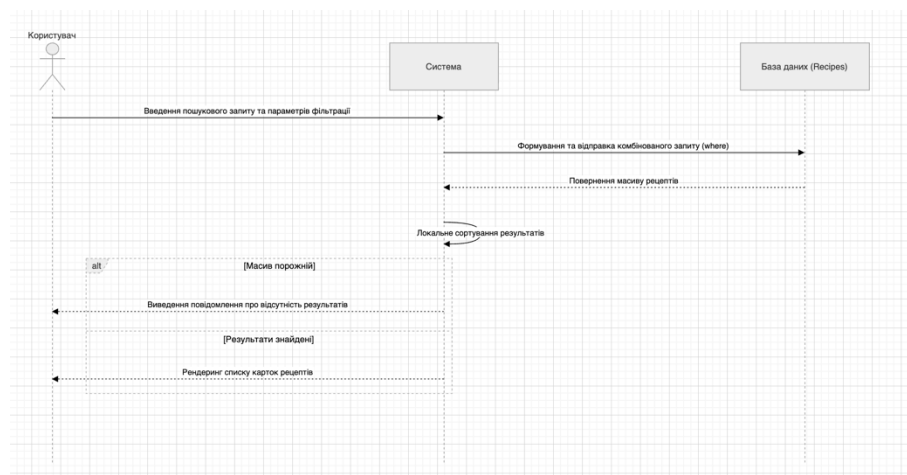 Користувач
Система
База даних (Recipes)
Введення пошукового запиту та параметрів фільтрації
Формування та відправка комбінованого запиту (where)
Повернення масиву рецептів
Локальне сортування результатів
alt
[Масив порожній]
Виведення повідомлення про відсутність результатів
[Результати знайдені]
Рендеринг списку карток рецептів